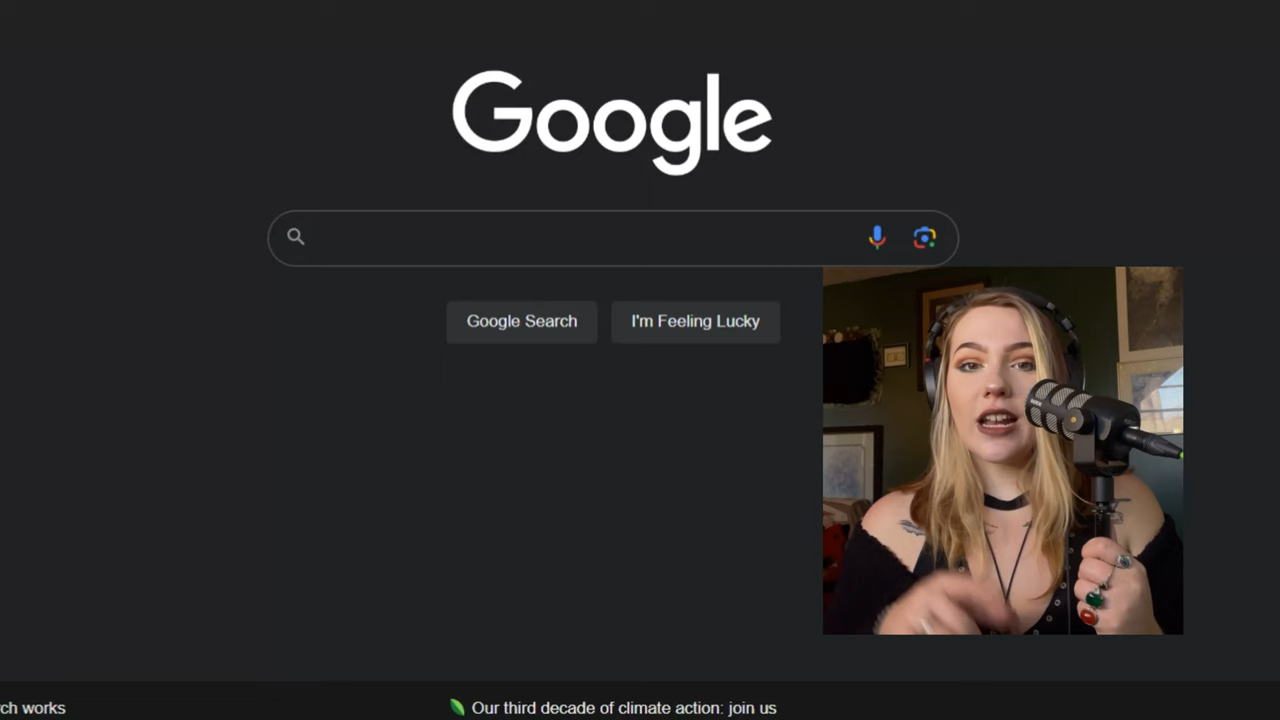 Google
Google Search
I'm Feeling Lucky
ch works
Our third decade of climate action: join us